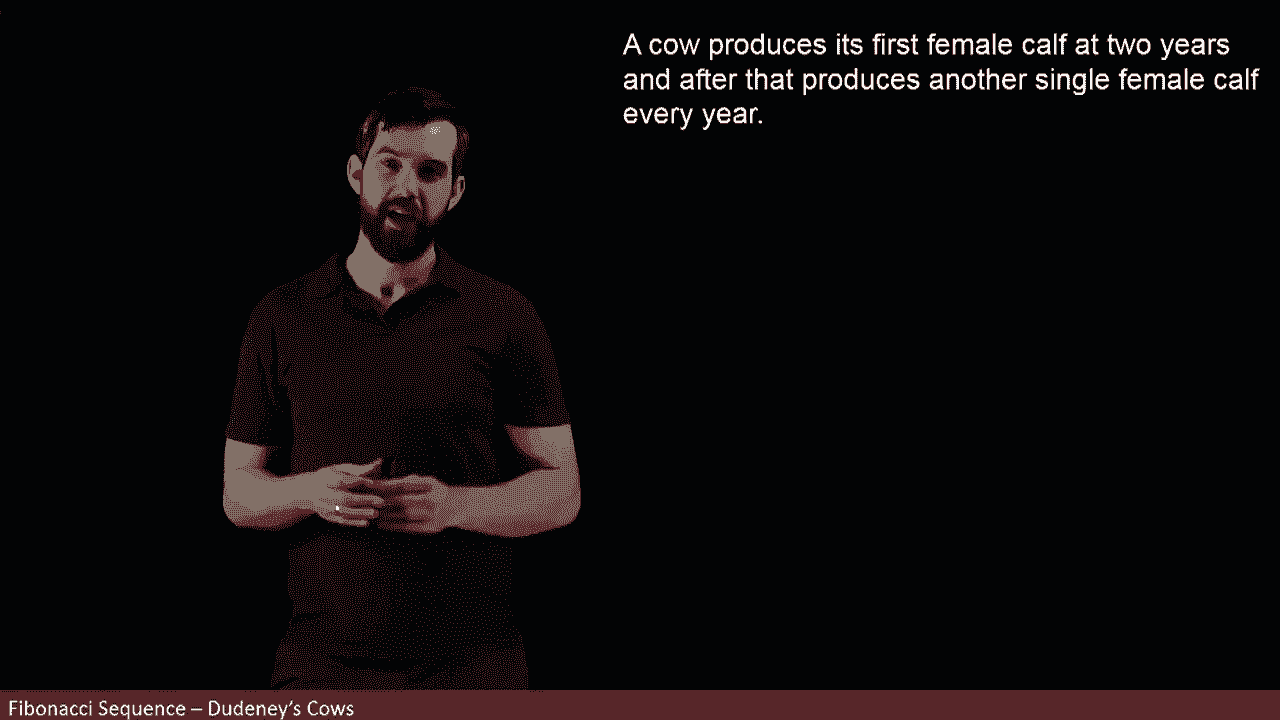 A cow produces its first female calf at two years
and after that produces another single female calf
every year.
Fibonacci Sequence – Dudeney's Cows